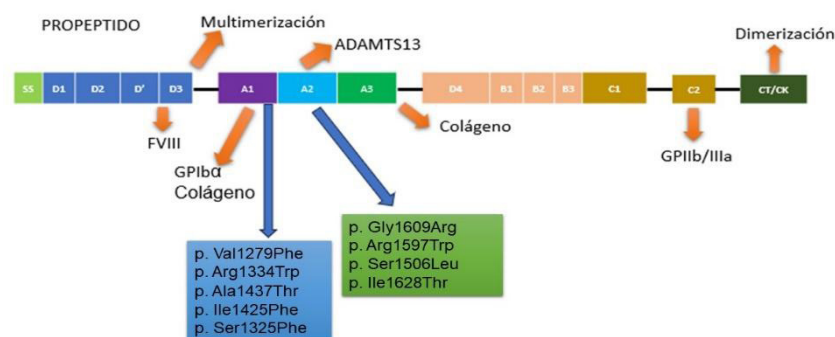 PROPEPTIDO
Multimerización
ADAMTS13
Dimerización
SS D1 D2 D' D3 A1 A2 A3 D4 B1 B2 B3 C1 C2 CT/CK
FVIII
GPIbα
Colágeno
Colágeno
GPIIb/IIIa
p. Val1279Phe
p. Arg1334Trp
p. Ala1437Thr
p. Ile1425Phe
p. Ser1325Phe
p. Gly1609Arg
p. Arg1597Trp
p. Ser1506Leu
p. Ile1628Thr